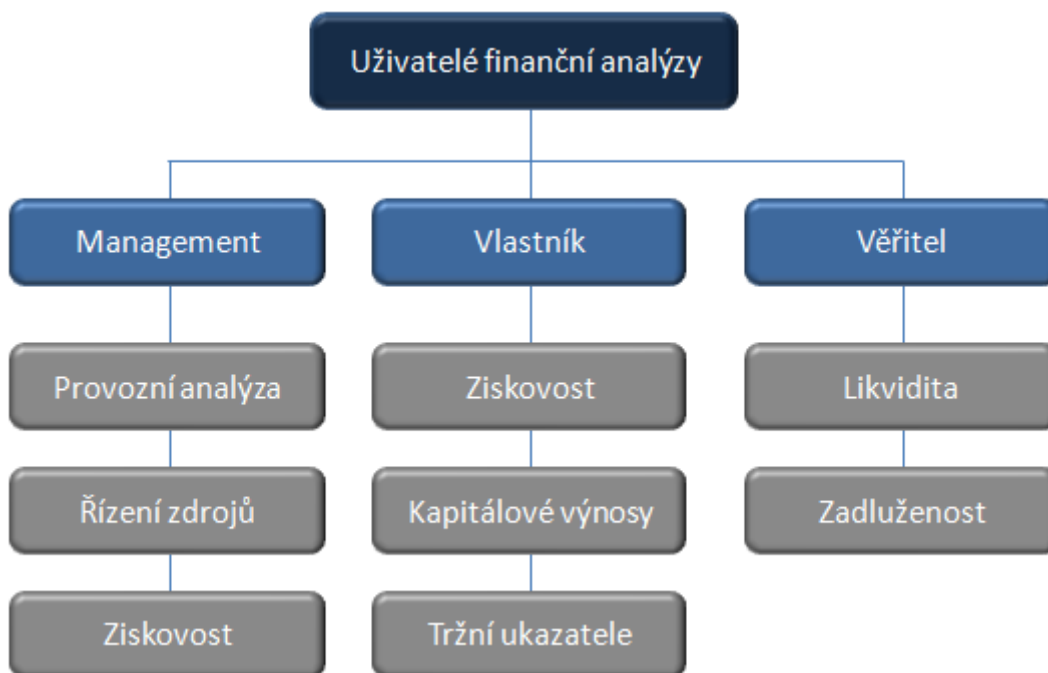 Uživatelé finanční analýzy
Management
Vlastník
Věřitel
Provozní analýza
Ziskovost
Likvidita
Řízení zdrojů
Kapitálové výnosy
Zadluženost
Ziskovost
Tržní ukazatele